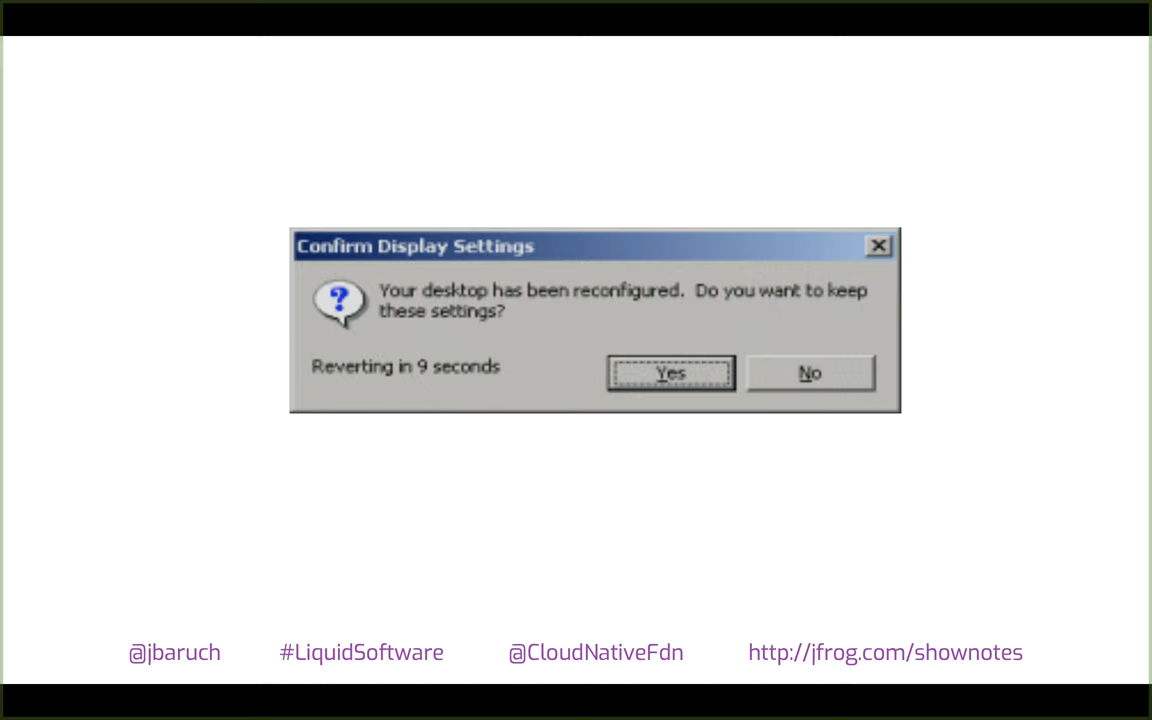 Confirm Display Settings
Your desktop has been reconfigured. Do you want to keep
these settings?
Reverting in 9 seconds
Yes
No
@jbaruch
#LiquidSoftware
@CloudNativeFdn
http://jfrog.com/shownotes